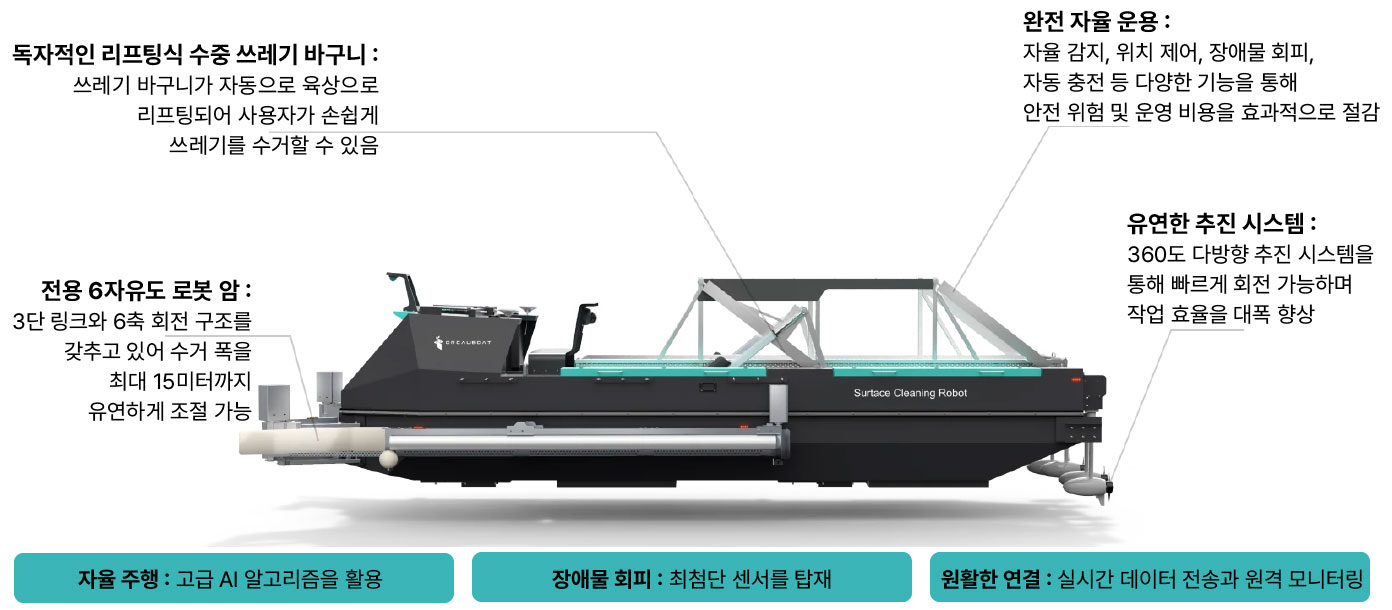 독자적인 리프팅식 수중 쓰레기 바구니 :
쓰레기 바구니가 자동으로 육상으로
리프팅되어 사용자가 손쉽게
쓰레기를 수거할 수 있음
완전 자율 운용 :
자율 감지, 위치 제어, 장애물 회피,
자동 충전 등 다양한 기능을 통해
안전 위험 및 운영 비용을 효과적으로 절감
유연한 추진 시스템 :
360도 다방향 추진 시스템을
통해 빠르게 회전 가능하며
작업 효율을 대폭 향상
전용 6자유도 로봇 암 :
3단 링크와 6축 회전 구조를
갖추고 있어 수거 폭을
최대 15미터까지
유연하게 조절 가능
Surtace Cleaning Robot
자율 주행 : 고급 AI 알고리즘을 활용
장애물 회피 : 최첨단 센서를 탑재
원활한 연결 : 실시간 데이터 전송과 원격 모니터링